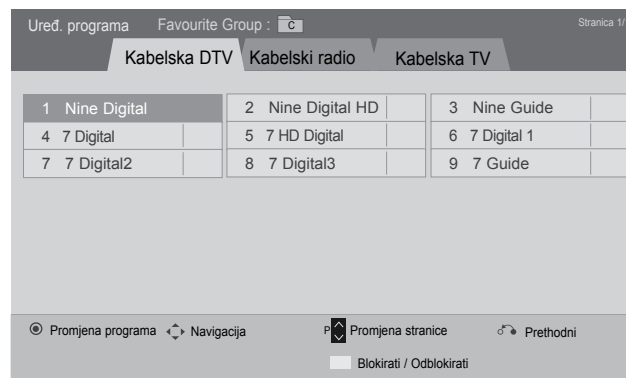 Uređ. programa Favourite Group : C Stranica 1/
Kabelska DTV Kabelski radio Kabelska TV
1 Nine Digital 2 Nine Digital HD 3 Nine Guide
4 7 Digital 5 7 HD Digital 6 7 Digital 1
7 7 Digital2 8 7 Digital3 9 7 Guide
Promjena programa Navigacija P Promjena stranice Prethodni
Blokirati / Odblokirati